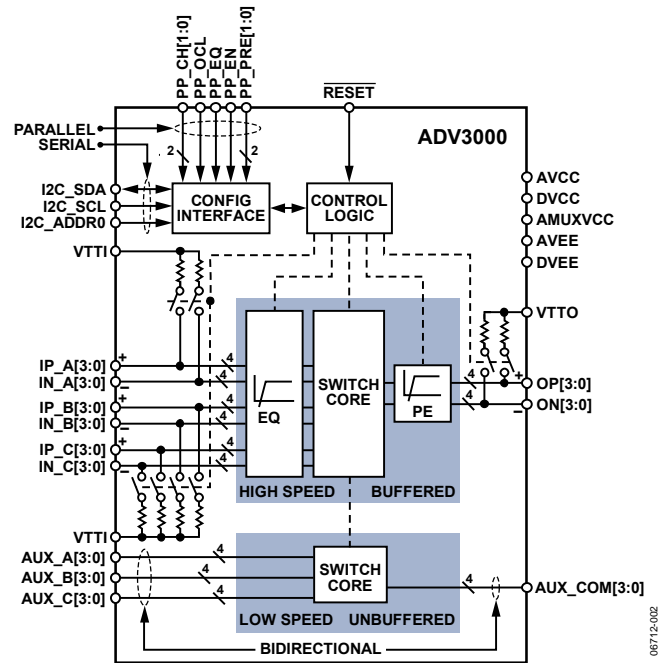 PP_CH[1:0]
PP_OCL
PP_EQ
PP_EN
PP_PRE[1:0]
RESET
PARALLEL
SERIAL
ADV3000
2
2
I2C_SDA
I2C_SCL
I2C_ADDR0
CONFIG
INTERFACE
CONTROL
LOGIC
AVCC
DVCC
AMUXVCC
AVEE
DVEE
VTTI
VTTO
+
IP_A[3:0]
4
IN_A[3:0]
–
4
+
IP_B[3:0]
4
IN_B[3:0]
–
4
+
IP_C[3:0]
4
IN_C[3:0]
–
4
EQ
SWITCH
CORE
PE
4
+
OP[3:0]
4
–
ON[3:0]
HIGH SPEED
BUFFERED
VTTI
AUX_A[3:0]
4
AUX_B[3:0]
4
AUX_C[3:0]
4
SWITCH
CORE
4
AUX_COM[3:0]
LOW SPEED
UNBUFFERED
BIDIRECTIONAL
06712-002